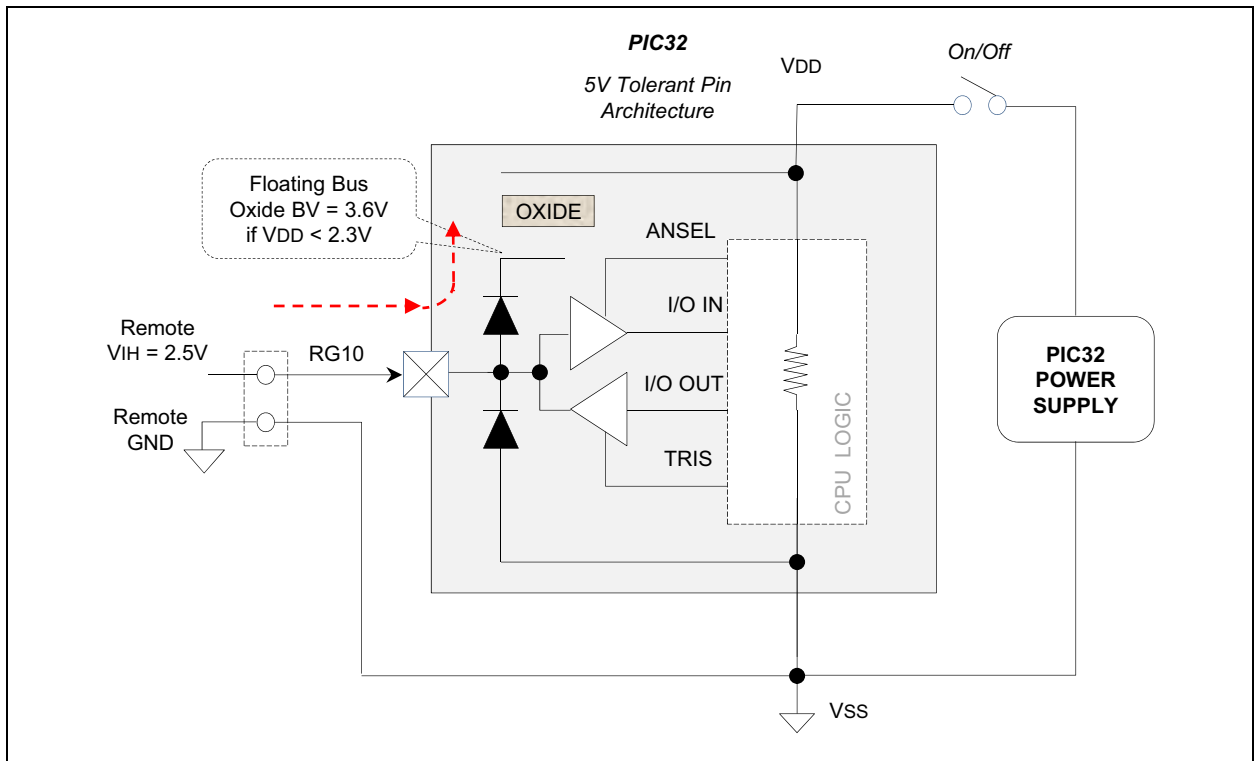 PIC32
5V Tolerant Pin
Architecture
VDD
On/Off
Floating Bus
Oxide BV = 3.6V
if VDD < 2.3V
OXIDE
ANSEL
I/O IN
Remote
VIH = 2.5V
RG10
I/O OUT
Remote
GND
TRIS
CPU LOGIC
PIC32
POWER
SUPPLY
VSS